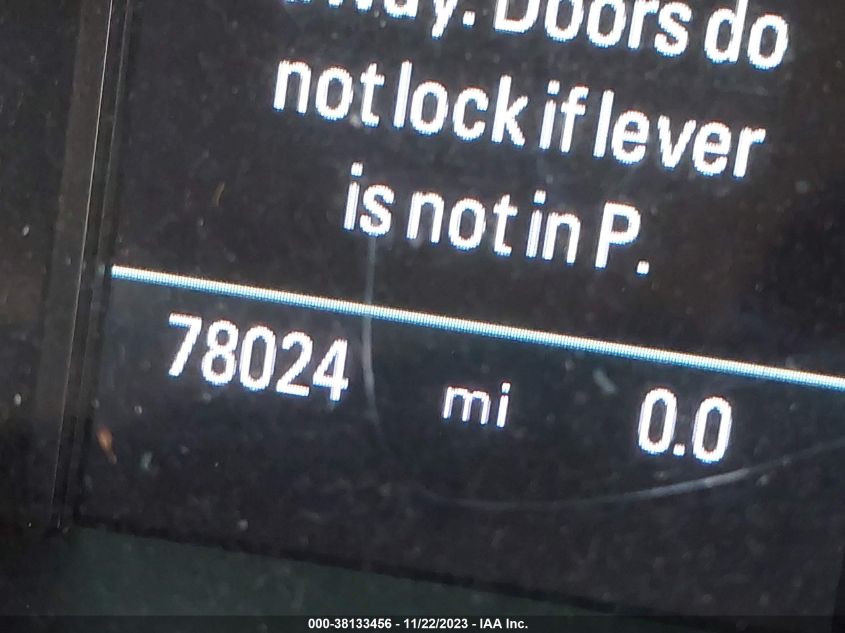 Doors do
not lock if lever
is not in P.
78024 mi 0.0
000-38133456 - 11/22/2023 - IAA Inc.